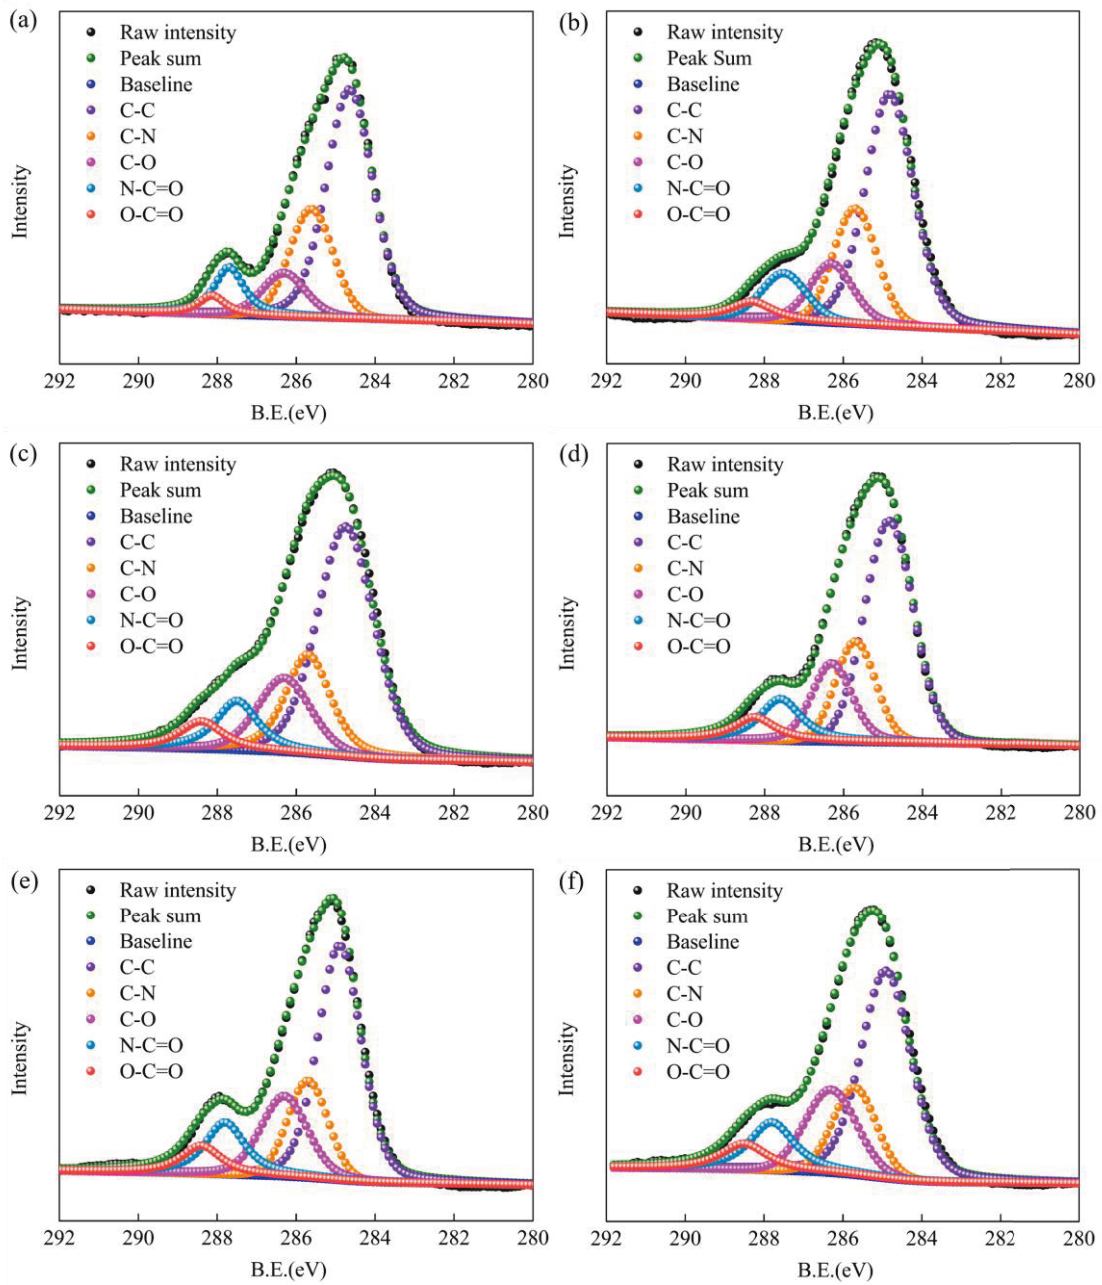 (a)
Raw intensity
Peak sum
Baseline
C-C
C-N
C-O
N-C=O
O-C=O
Intensity
292 290 288 286 284 282 280
B.E.(eV)
(b)
Raw intensity
Peak Sum
Baseline
C-C
C-N
C-O
N-C=O
O-C=O
Intensity
292 290 288 286 284 282 280
B.E.(eV)
(c)
Raw intensity
Peak sum
Baseline
C-C
C-N
C-O
N-C=O
O-C=O
Intensity
292 290 288 286 284 282 280
B.E.(eV)
(d)
Raw intensity
Peak sum
Baseline
C-C
C-N
C-O
N-C=O
O-C=O
Intensity
292 290 288 286 284 282 280
B.E.(eV)
(e)
Raw intensity
Peak sum
Baseline
C-C
C-N
C-O
N-C=O
O-C=O
Intensity
292 290 288 286 284 282 280
B.E.(eV)
(f)
Raw intensity
Peak sum
Baseline
C-C
C-N
C-O
N-C=O
O-C=O
Intensity
292 290 288 286 284 282 280
B.E.(eV)